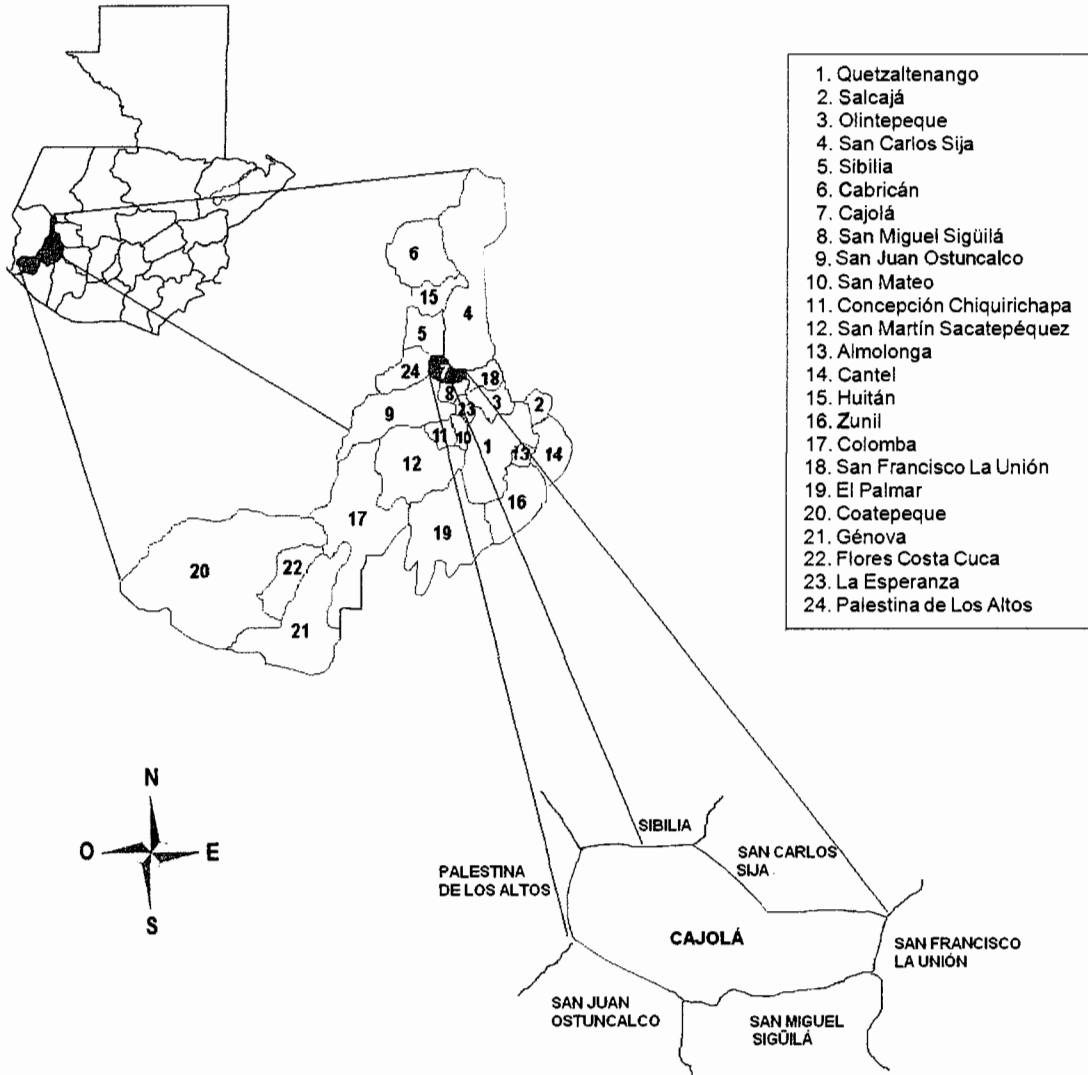 1. Quetzaltenango
2. Salcajá
3. Olintepeque
4. San Carlos Sija
5. Sibilia
6. Cabricán
7. Cajolá
8. San Miguel Sigüilá
9. San Juan Ostuncalco
10. San Mateo
11. Concepción Chiquirichapa
12. San Martín Sacatepéquez
13. Almolonga
14. Cantel
15. Huitán
16. Zunil
17. Colomba
18. San Francisco La Unión
19. El Palmar
20. Coatepeque
21. Génova
22. Flores Costa Cuca
23. La Esperanza
24. Palestina de Los Altos
6
15
4
5
24
7
18
8
3
2
9
23
11
10
1
13
14
12
16
17
19
20
22
21
N
O
E
S
SIBILIA
SAN CARLOS
SIJA
PALESTINA
DE LOS ALTOS
CAJOLÁ
SAN FRANCISCO
LA UNIÓN
SAN JUAN
OSTUNCALCO
SAN MIGUEL
SIGÜILÁ